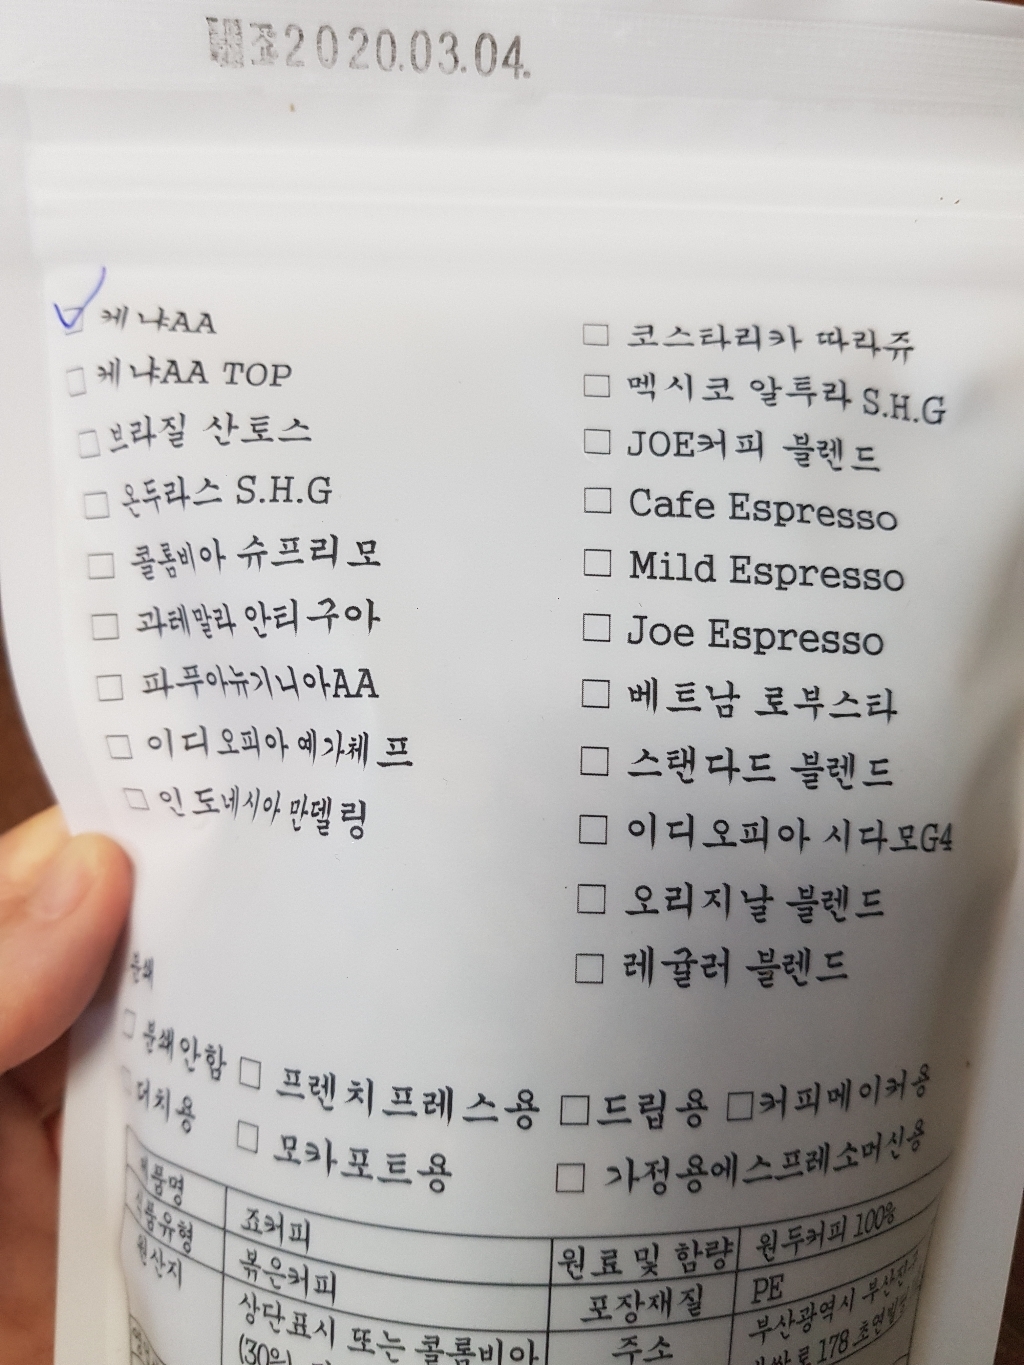 제조2020.03.04.
케냐AA
케냐AA TOP
브라질 산토스
온두라스 S.H.G
콜롬비아 슈프리모
과테말라 안티구아
파푸아뉴기니아AA
이디오피아 예가체프
인도네시아 만델링
코스타리카 따라쥬
멕시코 알투라 S.H.G
JOE커피 블렌드
Cafe Espresso
Mild Espresso
Joe Espresso
베트남 로부스타
스탠다드 블렌드
이디오피아 시다모G4
오리지날 블렌드
레귤러 블렌드
분쇄
분쇄안함 프렌치프레스용 드립용 커피메이커용
더치용 모카포트용 가정용에스프레소머신용
제품명 죠커피 원료 및 함량 원두커피 100%
식품유형 볶은커피 포장재질 PE
원산지 상단표시 또는 콜롬비아 주소 부산광역시
178